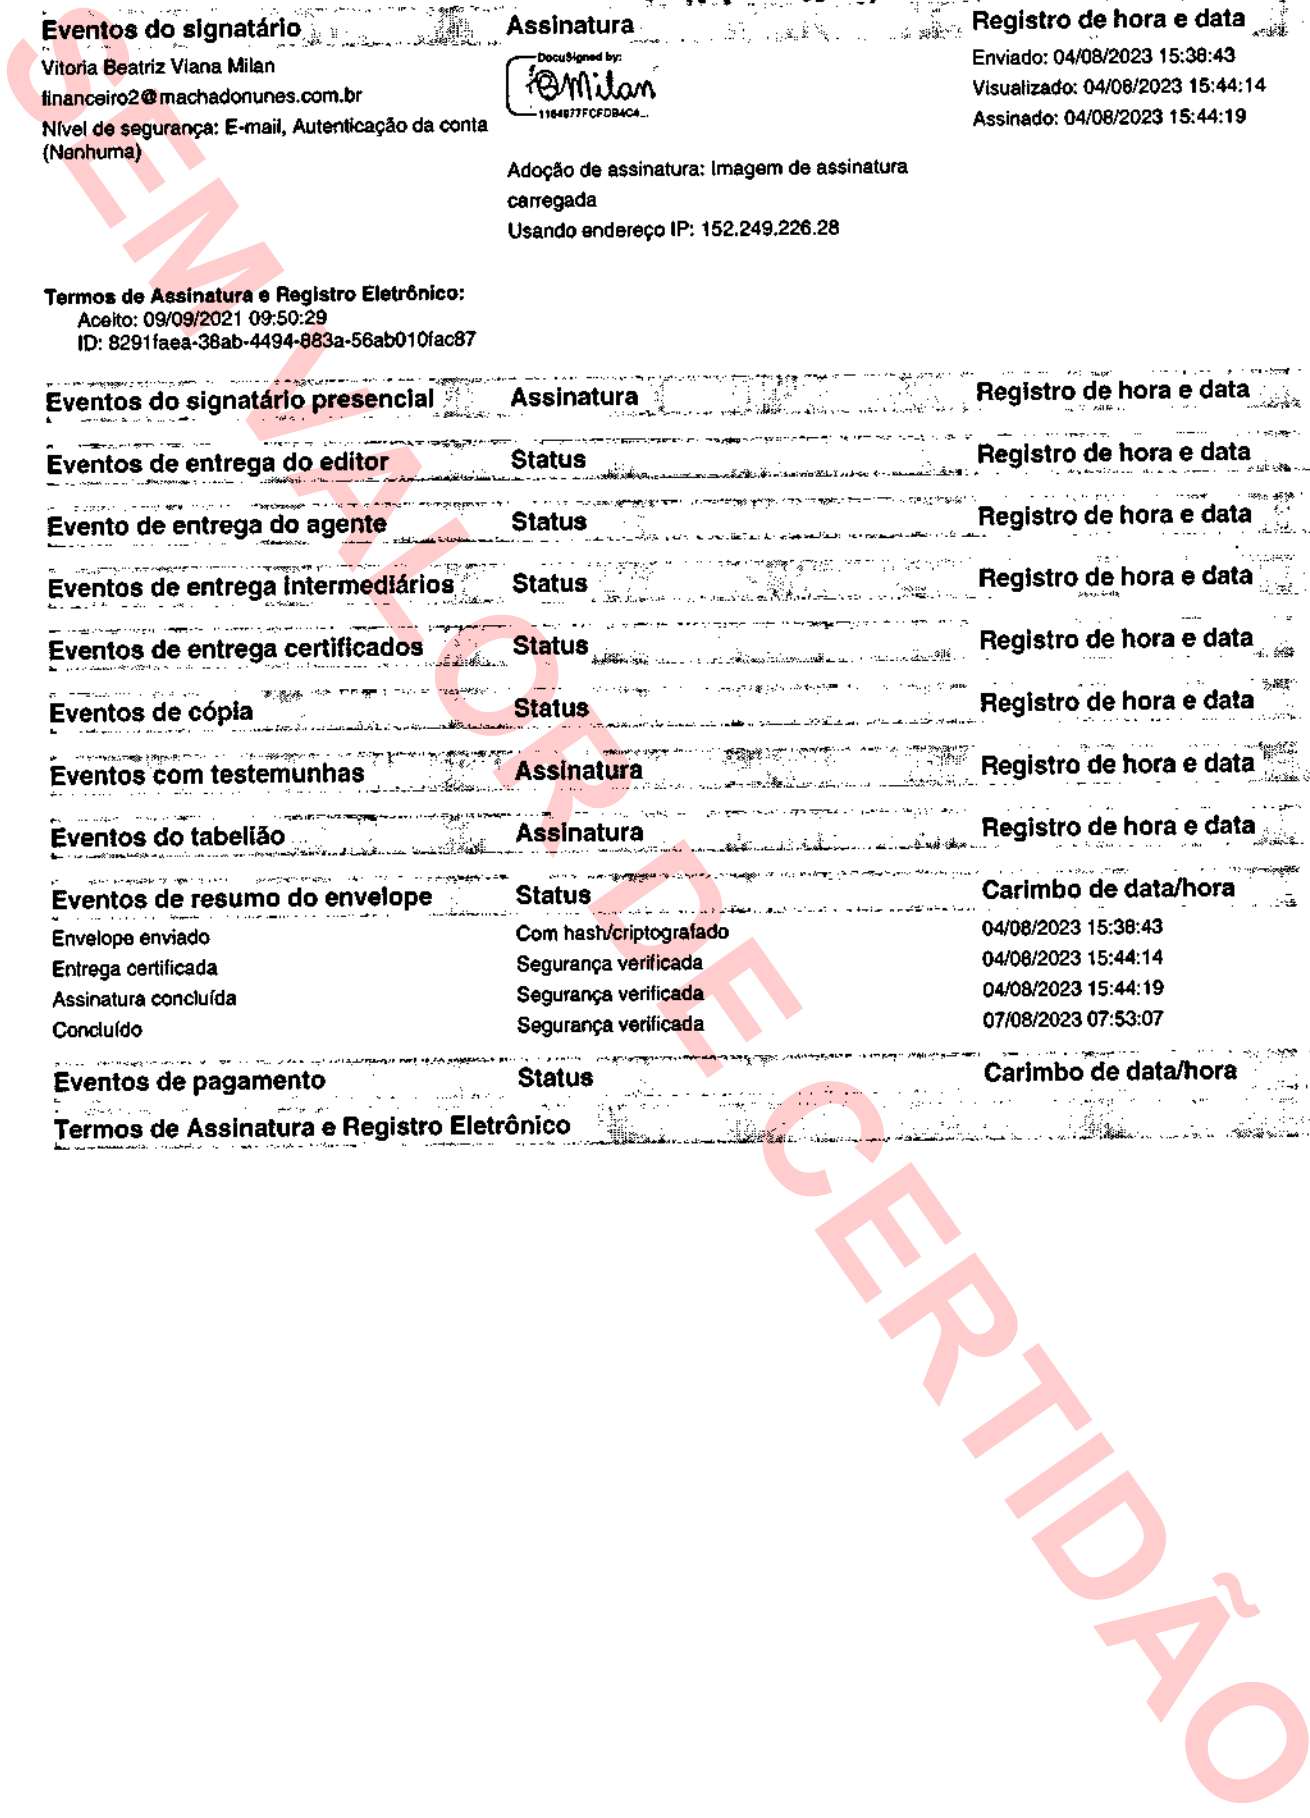 Eventos do signatário Assinatura Registro de hora e data
Vitoria Beatriz Viana Milan
financeiro2@machadonunes.com.br
Nível de segurança: E-mail, Autenticação da conta
(Nenhuma)
DocuSigned by:
Milan
Enviado: 04/08/2023 15:38:43
Visualizado: 04/08/2023 15:44:14
Assinado: 04/08/2023 15:44:19
Adoção de assinatura: Imagem de assinatura
carregada
Usando endereço IP: 152.249.226.28
Termos de Assinatura e Registro Eletrônico:
Aceito: 09/09/2021 09:50:29
ID: 8291faea-38ab-4494-883a-56ab010fac87
Eventos do signatário presencial Assinatura Registro de hora e data
Eventos de entrega do editor Status Registro de hora e data
Evento de entrega do agente Status Registro de hora e data
Eventos de entrega intermediários Status Registro de hora e data
Eventos de entrega certificados Status Registro de hora e data
Eventos de cópia Status Registro de hora e data
Eventos com testemunhas Assinatura Registro de hora e data
Eventos do tabelião Assinatura Registro de hora e data
Eventos de resumo do envelope Status Carimbo de data/hora
Envelope enviado Com hash/criptografado 04/08/2023 15:38:43
Entrega certificada Segurança verificada 04/08/2023 15:44:14
Assinatura concluída Segurança verificada 04/08/2023 15:44:19
Concluído Segurança verificada 07/08/2023 07:53:07
Eventos de pagamento Status Carimbo de data/hora
Termos de Assinatura e Registro Eletrônico
SEM VALOR DE CERTIDÃO